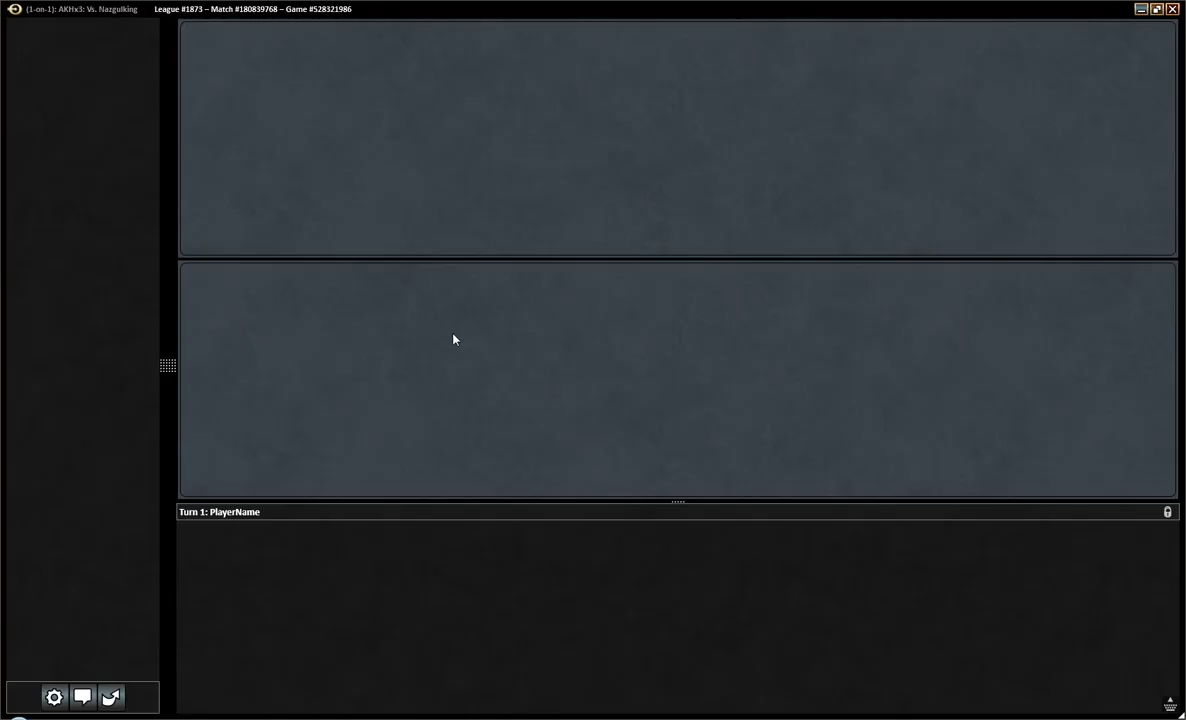 (1-on-1): AKHx3: Vs. Nazgulking League #1873 – Match #180839768 – Game #528321986
Turn 1: PlayerName